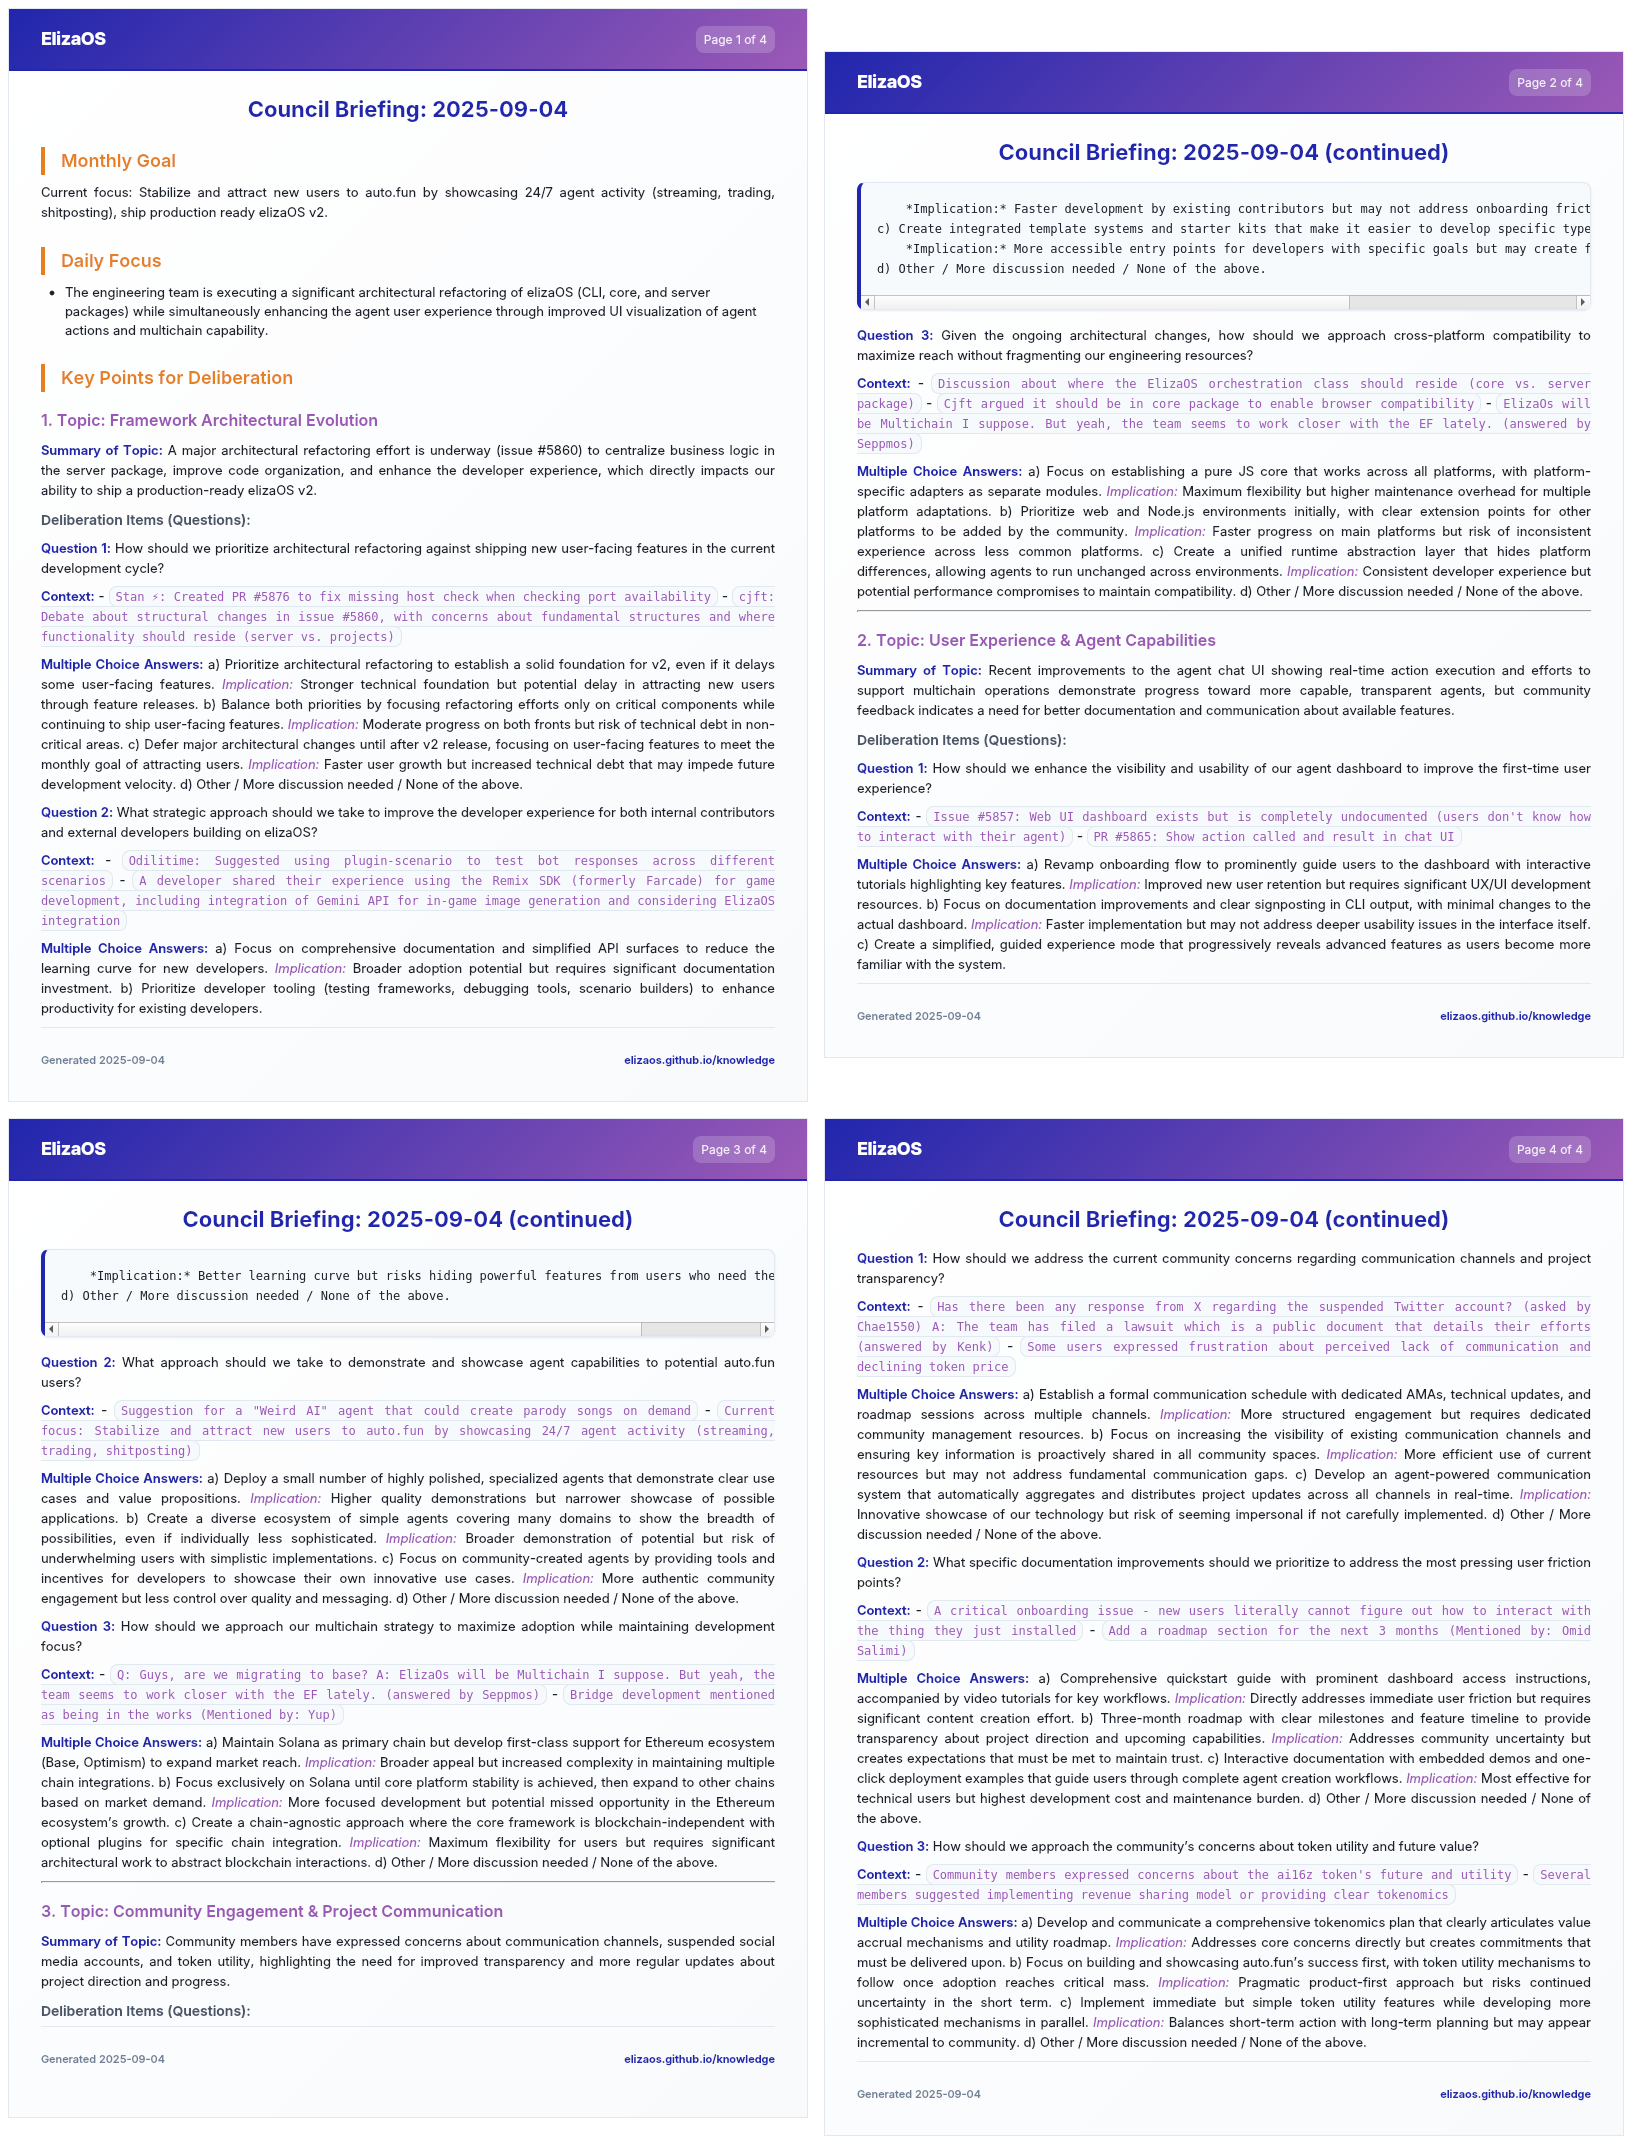 ElizaOS
Page 1 of 4
Council Briefing: 2025-09-04
Monthly Goal
Current focus: Stabilize and attract new users to auto.fun by showcasing 24/7 agent activity (streaming, trading,
shitposting), ship production ready elizaOS v2.
Daily Focus
• The engineering team is executing a significant architectural refactoring of elizaOS (CLI, core, and server
packages) while simultaneously enhancing the agent user experience through improved UI visualization of agent
actions and multichain capability.
Key Points for Deliberation
1. Topic: Framework Architectural Evolution
Summary of Topic: A major architectural refactoring effort is underway (issue #5860) to centralize business logic in
the server package, improve code organization, and enhance the developer experience, which directly impacts our
ability to ship a production-ready elizaOS v2.
Deliberation Items (Questions):
Question 1: How should we prioritize architectural refactoring against shipping new user-facing features in the current
development cycle?
Context: - Stan ⚡: Created PR #5876 to fix missing host check when checking port availability - cjft:
Debate about structural changes in issue #5860, with concerns about fundamental structures and where
functionality should reside (server vs. projects)
Multiple Choice Answers: a) Prioritize architectural refactoring to establish a solid foundation for v2, even if it delays
some user-facing features. Implication: Stronger technical foundation but potential delay in attracting new users
through feature releases. b) Balance both priorities by focusing refactoring efforts only on critical components while
continuing to ship user-facing features. Implication: Moderate progress on both fronts but risk of technical debt in non-
critical areas. c) Defer major architectural changes until after v2 release, focusing on user-facing features to meet the
monthly goal of attracting users. Implication: Faster user growth but increased technical debt that may impede future
development velocity. d) Other / More discussion needed / None of the above.
Question 2: What strategic approach should we take to improve the developer experience for both internal contributors
and external developers building on elizaOS?
Context: - Odilitime: Suggested using plugin-scenario to test bot responses across different
scenarios - A developer shared their experience using the Remix SDK (formerly Farcade) for game
development, including integration of Gemini API for in-game image generation and considering ElizaOS
integration
Multiple Choice Answers: a) Focus on comprehensive documentation and simplified API surfaces to reduce the
learning curve for new developers. Implication: Broader adoption potential but requires significant documentation
investment. b) Prioritize developer tooling (testing frameworks, debugging tools, scenario builders) to enhance
productivity for existing developers.
Generated 2025-09-04
elizaos.github.io/knowledge
ElizaOS
Page 2 of 4
Council Briefing: 2025-09-04 (continued)
*Implication:* Faster development by existing contributors but may not address onboarding frict
c) Create integrated template systems and starter kits that make it easier to develop specific type
*Implication:* More accessible entry points for developers with specific goals but may create f
d) Other / More discussion needed / None of the above.
Question 3: Given the ongoing architectural changes, how should we approach cross-platform compatibility to
maximize reach without fragmenting our engineering resources?
Context: - Discussion about where the ElizaOS orchestration class should reside (core vs. server
package) - Cjft argued it should be in core package to enable browser compatibility - ElizaOs will
be Multichain I suppose. But yeah, the team seems to work closer with the EF lately. (answered by
Seppmos)
Multiple Choice Answers: a) Focus on establishing a pure JS core that works across all platforms, with platform-
specific adapters as separate modules. Implication: Maximum flexibility but higher maintenance overhead for multiple
platform adaptations. b) Prioritize web and Node.js environments initially, with clear extension points for other
platforms to be added by the community. Implication: Faster progress on main platforms but risk of inconsistent
experience across less common platforms. c) Create a unified runtime abstraction layer that hides platform
differences, allowing agents to run unchanged across environments. Implication: Consistent developer experience but
potential performance compromises to maintain compatibility. d) Other / More discussion needed / None of the above.
2. Topic: User Experience & Agent Capabilities
Summary of Topic: Recent improvements to the agent chat UI showing real-time action execution and efforts to
support multichain operations demonstrate progress toward more capable, transparent agents, but community
feedback indicates a need for better documentation and communication about available features.
Deliberation Items (Questions):
Question 1: How should we enhance the visibility and usability of our agent dashboard to improve the first-time user
experience?
Context: - Issue #5857: Web UI dashboard exists but is completely undocumented (users don't know how
to interact with their agent) - PR #5865: Show action called and result in chat UI
Multiple Choice Answers: a) Revamp onboarding flow to prominently guide users to the dashboard with interactive
tutorials highlighting key features. Implication: Improved new user retention but requires significant UX/UI development
resources. b) Focus on documentation improvements and clear signposting in CLI output, with minimal changes to the
actual dashboard. Implication: Faster implementation but may not address deeper usability issues in the interface itself.
c) Create a simplified, guided experience mode that progressively reveals advanced features as users become more
familiar with the system.
Generated 2025-09-04
elizaos.github.io/knowledge
ElizaOS
Page 3 of 4
Council Briefing: 2025-09-04 (continued)
*Implication:* Better learning curve but risks hiding powerful features from users who need the
d) Other / More discussion needed / None of the above.
Question 2: What approach should we take to demonstrate and showcase agent capabilities to potential auto.fun
users?
Context: - Suggestion for a "Weird AI" agent that could create parody songs on demand - Current
focus: Stabilize and attract new users to auto.fun by showcasing 24/7 agent activity (streaming,
trading, shitposting)
Multiple Choice Answers: a) Deploy a small number of highly polished, specialized agents that demonstrate clear use
cases and value propositions. Implication: Higher quality demonstrations but narrower showcase of possible
applications. b) Create a diverse ecosystem of simple agents covering many domains to show the breadth of
possibilities, even if individually less sophisticated. Implication: Broader demonstration of potential but risk of
underwhelming users with simplistic implementations. c) Focus on community-created agents by providing tools and
incentives for developers to showcase their own innovative use cases. Implication: More authentic community
engagement but less control over quality and messaging. d) Other / More discussion needed / None of the above.
Question 3: How should we approach our multichain strategy to maximize adoption while maintaining development
focus?
Context: - Q: Guys, are we migrating to base? A: ElizaOs will be Multichain I suppose. But yeah, the
team seems to work closer with the EF lately. (answered by Seppmos) - Bridge development mentioned
as being in the works (Mentioned by: Yup)
Multiple Choice Answers: a) Maintain Solana as primary chain but develop first-class support for Ethereum ecosystem
(Base, Optimism) to expand market reach. Implication: Broader appeal but increased complexity in maintaining multiple
chain integrations. b) Focus exclusively on Solana until core platform stability is achieved, then expand to other chains
based on market demand. Implication: More focused development but potential missed opportunity in the Ethereum
ecosystem’s growth. c) Create a chain-agnostic approach where the core framework is blockchain-independent with
optional plugins for specific chain integration. Implication: Maximum flexibility for users but requires significant
architectural work to abstract blockchain interactions. d) Other / More discussion needed / None of the above.
3. Topic: Community Engagement & Project Communication
Summary of Topic: Community members have expressed concerns about communication channels, suspended social
media accounts, and token utility, highlighting the need for improved transparency and more regular updates about
project direction and progress.
Deliberation Items (Questions):
Generated 2025-09-04
elizaos.github.io/knowledge
ElizaOS
Page 4 of 4
Council Briefing: 2025-09-04 (continued)
Question 1: How should we address the current community concerns regarding communication channels and project
transparency?
Context: - Has there been any response from X regarding the suspended Twitter account? (asked by
Chae1550) A: The team has filed a lawsuit which is a public document that details their efforts
(answered by Kenk) - Some users expressed frustration about perceived lack of communication and
declining token price
Multiple Choice Answers: a) Establish a formal communication schedule with dedicated AMAs, technical updates, and
roadmap sessions across multiple channels. Implication: More structured engagement but requires dedicated
community management resources. b) Focus on increasing the visibility of existing communication channels and
ensuring key information is proactively shared in all community spaces. Implication: More efficient use of current
resources but may not address fundamental communication gaps. c) Develop an agent-powered communication
system that automatically aggregates and distributes project updates across all channels in real-time. Implication:
Innovative showcase of our technology but risk of seeming impersonal if not carefully implemented. d) Other / More
discussion needed / None of the above.
Question 2: What specific documentation improvements should we prioritize to address the most pressing user friction
points?
Context: - A critical onboarding issue - new users literally cannot figure out how to interact with
the thing they just installed - Add a roadmap section for the next 3 months (Mentioned by: Omid
Salimi)
Multiple Choice Answers: a) Comprehensive quickstart guide with prominent dashboard access instructions,
accompanied by video tutorials for key workflows. Implication: Directly addresses immediate user friction but requires
significant content creation effort. b) Three-month roadmap with clear milestones and feature timeline to provide
transparency about project direction and upcoming capabilities. Implication: Addresses community uncertainty but
creates expectations that must be met to maintain trust. c) Interactive documentation with embedded demos and one-
click deployment examples that guide users through complete agent creation workflows. Implication: Most effective for
technical users but highest development cost and maintenance burden. d) Other / More discussion needed / None of
the above.
Question 3: How should we approach the community’s concerns about token utility and future value?
Context: - Community members expressed concerns about the ai16z token's future and utility - Several
members suggested implementing revenue sharing model or providing clear tokenomics
Multiple Choice Answers: a) Develop and communicate a comprehensive tokenomics plan that clearly articulates value
accrual mechanisms and utility roadmap. Implication: Addresses core concerns directly but creates commitments that
must be delivered upon. b) Focus on building and showcasing auto.fun’s success first, with token utility mechanisms to
follow once adoption reaches critical mass. Implication: Pragmatic product-first approach but risks continued
uncertainty in the short term. c) Implement immediate but simple token utility features while developing more
sophisticated mechanisms in parallel. Implication: Balances short-term action with long-term planning but may appear
incremental to community. d) Other / More discussion needed / None of the above.
Generated 2025-09-04
elizaos.github.io/knowledge